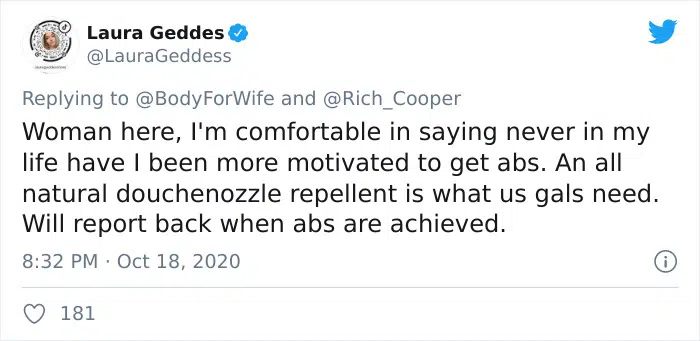 Laura Geddes
@LauraGeddess
Replying to @BodyForWife and @Rich_Cooper
Woman here, I'm comfortable in saying never in my
life have I been more motivated to get abs. An all
natural douchenozzle repellent is what us gals need.
Will report back when abs are achieved.
8:32 PM · Oct 18, 2020
181